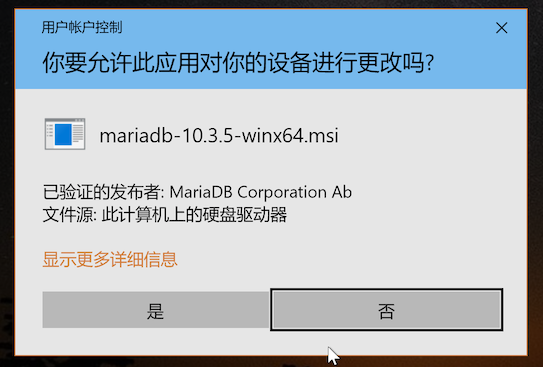 用户帐户控制
你要允许此应用对你的设备进行更改吗?
mariadb-10.3.5-winx64.msi
已验证的发布者: MariaDB Corporation Ab
文件源: 此计算机上的硬盘驱动器
显示更多详细信息
是
否